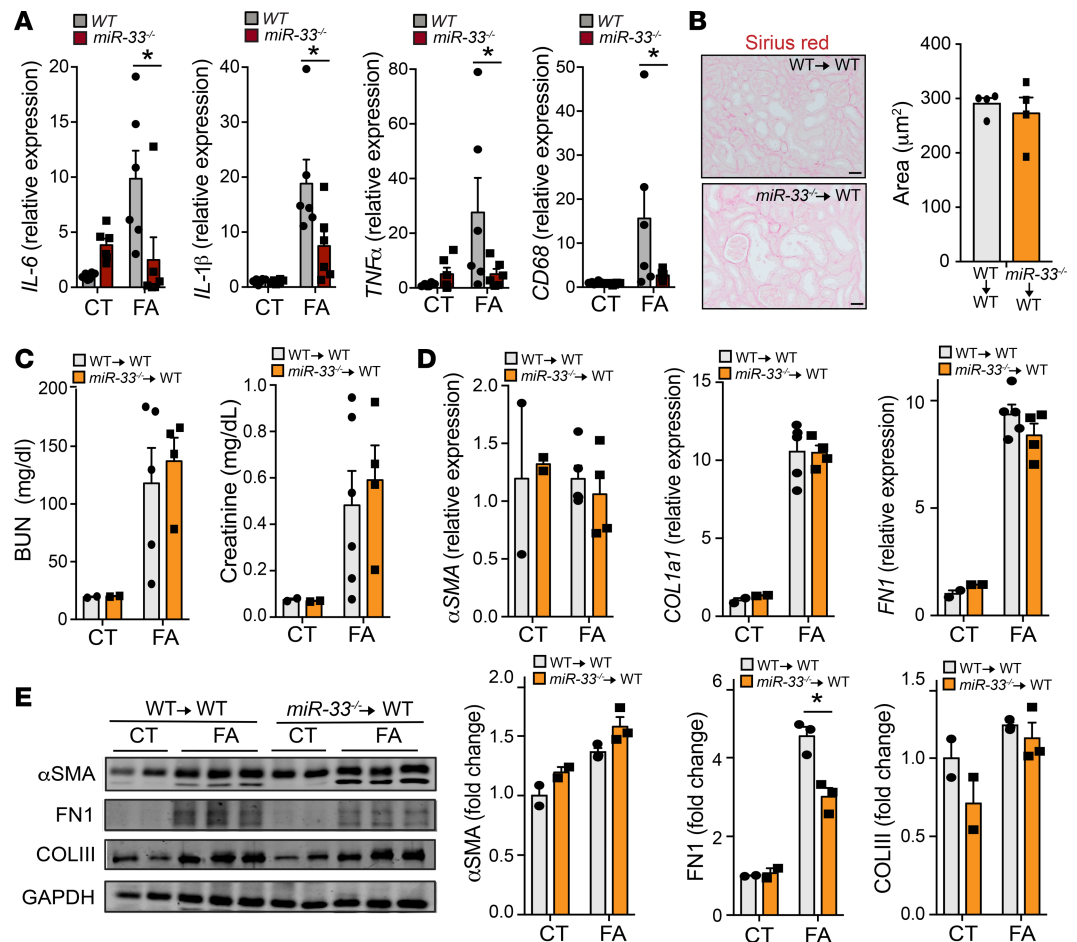 A
WT
miR-33-/-
*
IL-6 (relative expression)
20
15
10
5
0
CT
FA
WT
miR-33-/-
*
IL-1β (relative expression)
40
30
20
10
0
CT
FA
WT
miR-33-/-
*
TNFα (relative expression)
80
60
40
20
0
CT
FA
WT
miR-33-/-
*
CD68 (relative expression)
50
40
30
20
10
0
CT
FA
B
Sirius red
WT→ WT
miR-33-/-→ WT
Area (μm2)
400
300
200
100
0
WT
↓
WT
miR-33-/-
↓
WT
C
WT→ WT
miR-33-/-→ WT
BUN (mg/dl)
200
150
100
50
0
CT
FA
WT→ WT
miR-33-/-→ WT
Creatinine (mg/dL)
1.0
0.8
0.6
0.4
0.2
0.0
CT
FA
D
WT→ WT
miR-33-/-→ WT
αSMA (relative expression)
2.0
1.5
1.0
0.5
0.0
CT
FA
WT→ WT
miR-33-/-→ WT
COL1a1 (relative expression)
15
10
5
0
CT
FA
WT→ WT
miR-33-/-→ WT
FN1 (relative expression)
10
5
0
CT
FA
E
WT→ WT
miR-33-/-→ WT
CT
FA
CT
FA
αSMA
FN1
COLIII
GAPDH
WT→ WT
miR-33-/-→ WT
αSMA (fold change)
2.0
1.5
1.0
0.5
0.0
CT
FA
WT→ WT
miR-33-/-→ WT
*
FN1 (fold change)
6
4
2
0
CT
FA
WT→ WT
miR-33-/-→ WT
COLIII (fold change)
1.5
1.0
0.5
0.0
CT
FA